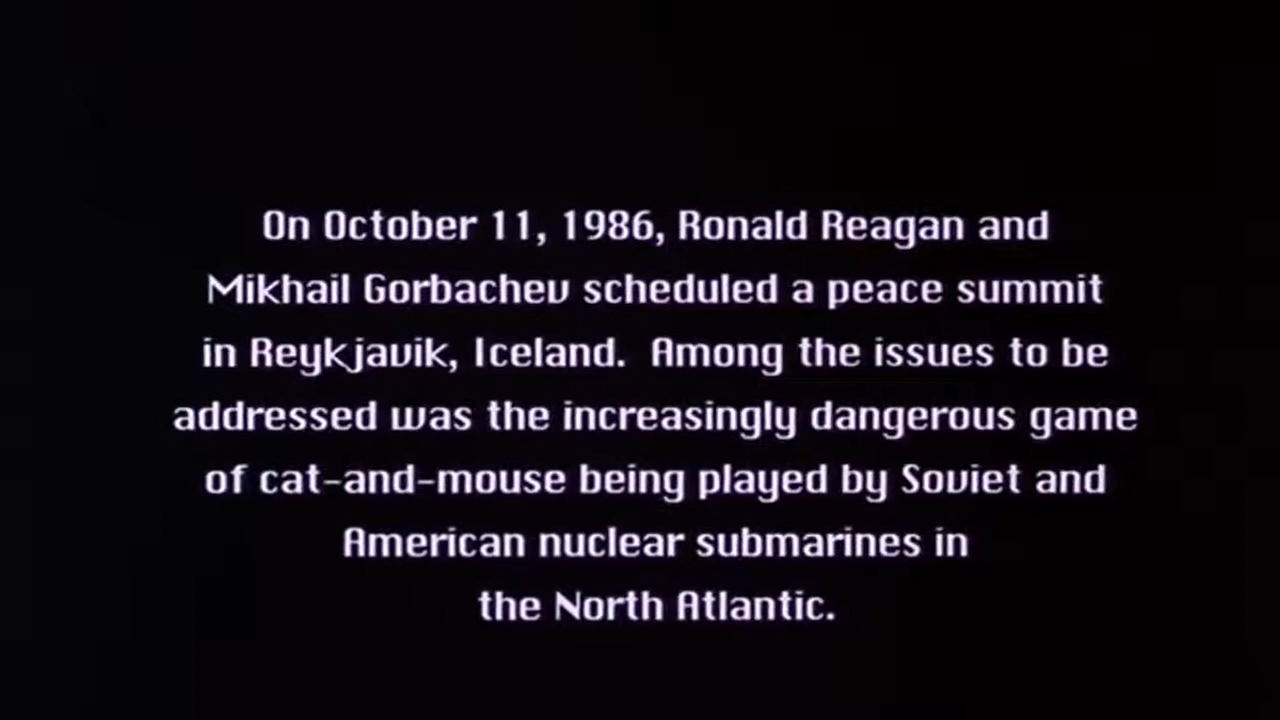 On October 11, 1986, Ronald Reagan and
Mikhail Gorbachev scheduled a peace summit
in Reykjavik, Iceland.  Among the issues to be
addressed was the increasingly dangerous game
of cat-and-mouse being played by Soviet and
American nuclear submarines in
the North Atlantic.